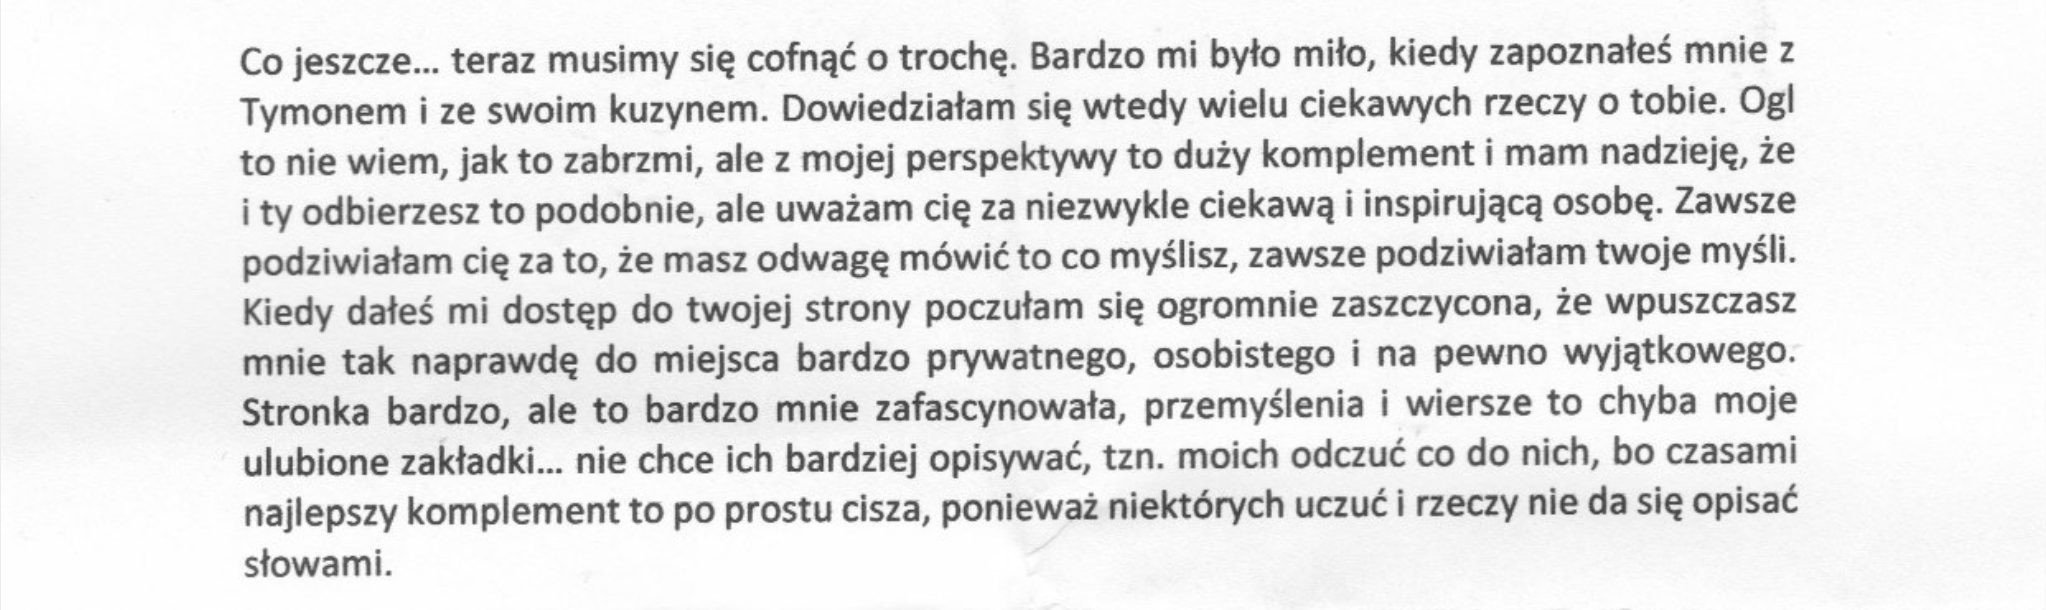 Co jeszcze... teraz musimy się cofnąć o trochę. Bardzo mi było miło, kiedy zapoznałeś mnie z
Tymonem i ze swoim kuzynem. Dowiedziałam się wtedy wielu ciekawych rzeczy o tobie. Ogl
to nie wiem, jak to zabrzmi, ale z mojej perspektywy to duży komplement i mam nadzieję, że
i ty odbierzesz to podobnie, ale uważam cię za niezwykle ciekawą i inspirującą osobę. Zawsze
podziwiałam cię za to, że masz odwagę mówić to co myślisz, zawsze podziwiałam twoje myśli.
Kiedy dałeś mi dostęp do twojej strony poczułam się ogromnie zaszczycona, że wpuszczasz
mnie tak naprawdę do miejsca bardzo prywatnego, osobistego i na pewno wyjątkowego.
Stronka bardzo, ale to bardzo mnie zafascynowała, przemyślenia i wiersze to chyba moje
ulubione zakładki... nie chce ich bardziej opisywać, tzn. moich odczuć co do nich, bo czasami
najlepszy komplement to po prostu cisza, ponieważ niektórych uczuć i rzeczy nie da się opisać
słowami.